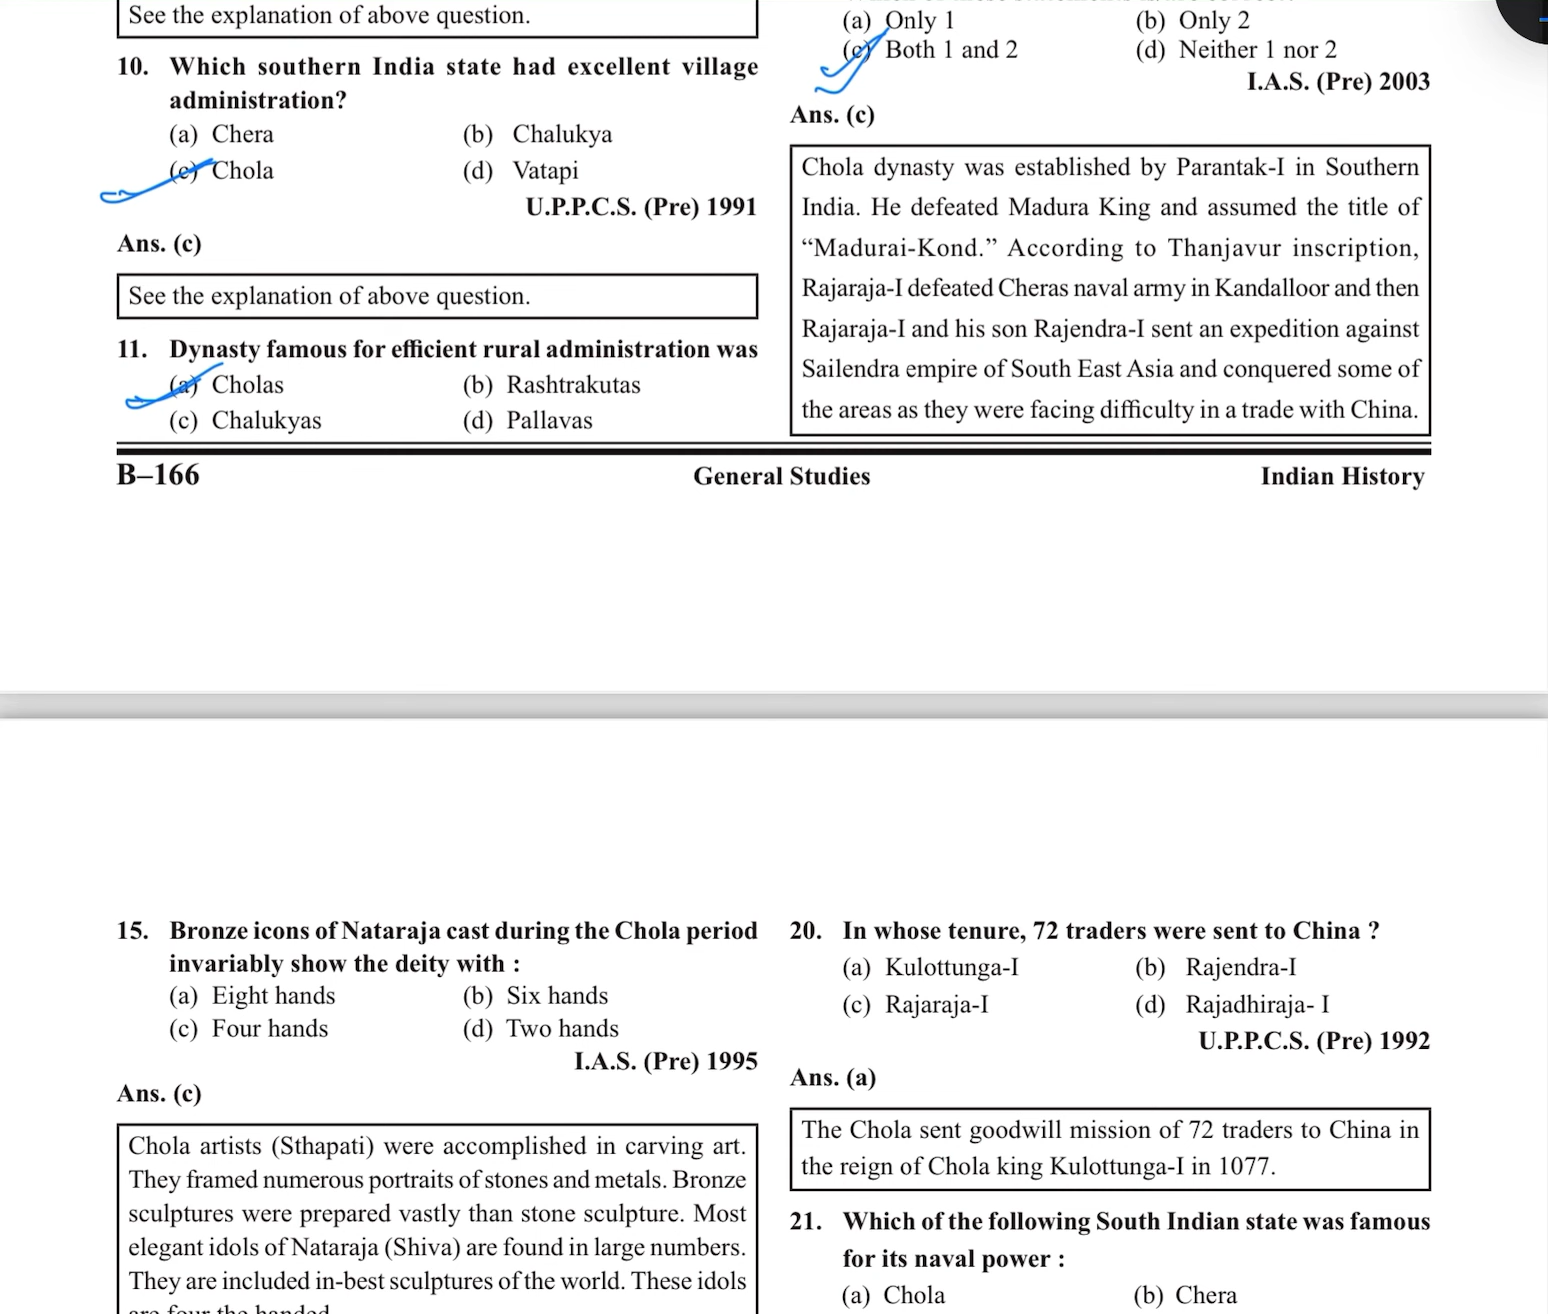 See the explanation of above question.
10. Which southern India state had excellent village
administration?
(a) Chera (b) Chalukya
(c) Chola (d) Vatapi
U.P.P.C.S. (Pre) 1991
Ans. (c)
See the explanation of above question.
11. Dynasty famous for efficient rural administration was
(a) Cholas (b) Rashtrakutas
(c) Chalukyas (d) Pallavas
(a) Only 1 (b) Only 2
(c) Both 1 and 2 (d) Neither 1 nor 2
I.A.S. (Pre) 2003
Ans. (c)
Chola dynasty was established by Parantak-I in Southern
India. He defeated Madura King and assumed the title of
“Madurai-Kond.” According to Thanjavur inscription,
Rajaraja-I defeated Cheras naval army in Kandalloor and then
Rajaraja-I and his son Rajendra-I sent an expedition against
Sailendra empire of South East Asia and conquered some of
the areas as they were facing difficulty in a trade with China.
B–166 General Studies Indian History
15. Bronze icons of Nataraja cast during the Chola period
invariably show the deity with :
(a) Eight hands (b) Six hands
(c) Four hands (d) Two hands
I.A.S. (Pre) 1995
Ans. (c)
Chola artists (Sthapati) were accomplished in carving art.
They framed numerous portraits of stones and metals. Bronze
sculptures were prepared vastly than stone sculpture. Most
elegant idols of Nataraja (Shiva) are found in large numbers.
They are included in-best sculptures of the world. These idols
are four the handed
20. In whose tenure, 72 traders were sent to China ?
(a) Kulottunga-I (b) Rajendra-I
(c) Rajaraja-I (d) Rajadhiraja- I
U.P.P.C.S. (Pre) 1992
Ans. (a)
The Chola sent goodwill mission of 72 traders to China in
the reign of Chola king Kulottunga-I in 1077.
21. Which of the following South Indian state was famous
for its naval power :
(a) Chola (b) Chera